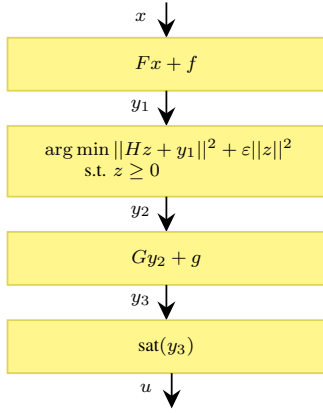 x
Fx + f
y₁
arg min ||Hz + y₁||² + ε||z||²
s.t. z ≥ 0
y₂
Gy₂ + g
y₃
sat(y₃)
u